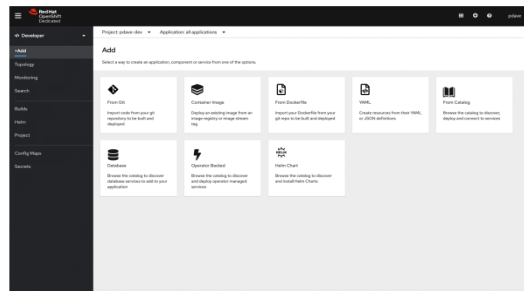 Red Hat
OpenShift
Dedicated
pdave
Developer
Project: pdave-dev
Application: all applications
+Add
Topology
Monitoring
Search
Builds
Helm
Project
Config Maps
Secrets
Add
Select a way to create an application, component or service from one of the options.
From Git
Import code from your git
repository to be built and
deployed
Container Image
Deploy an existing image from an
image registry or image stream
tag.
From Dockerfile
Import your Dockerfile from your
git repo to be built and deployed
YAML
Create resources from their YAML
or JSON definitions
From Catalog
Browse the catalog to discover,
deploy and connect to services
Database
Browse the catalog to discover
database services to add to your
application
Operator Backed
Browse the catalog to discover
and deploy operator managed
services
HELM
Helm Chart
Browse the catalog to discover
and install Helm Charts